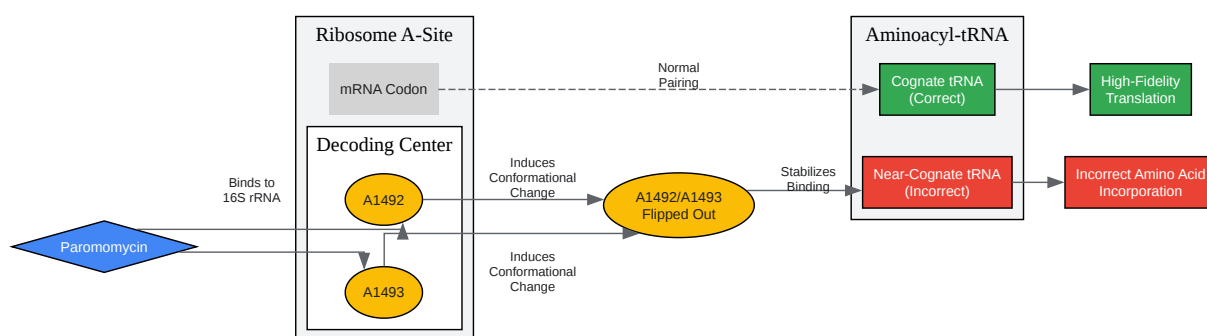 Ribosome A-Site
Aminoacyl-tRNA
mRNA Codon
Normal
Pairing
Cognate tRNA
(Correct)
High-Fidelity
Translation
Decoding Center
Binds to
16S rRNA
A1492
Induces
Conformational
Change
A1492/A1493
Flipped Out
Stabilizes
Binding
Near-Cognate tRNA
(Incorrect)
Incorrect Amino Acid
Incorporation
Paromomycin
A1493
Induces
Conformational
Change